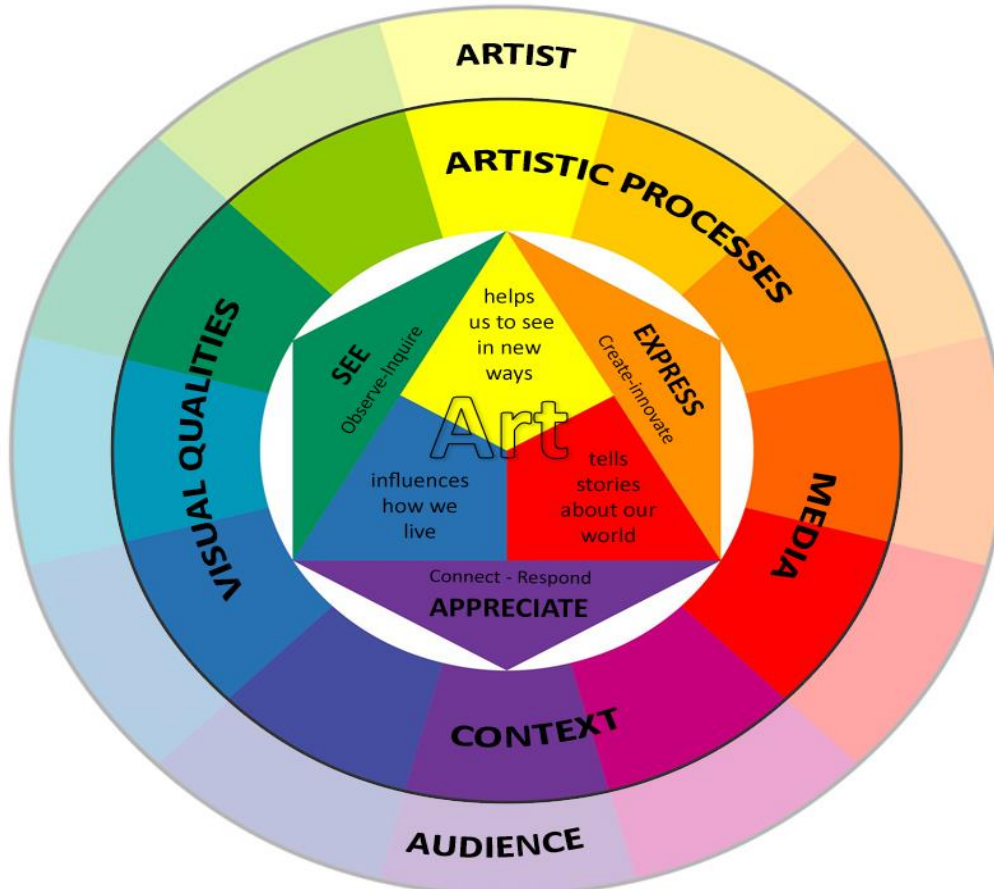 ARTIST
ARTISTIC PROCESSES
helps
us to see
in new
ways
SEE
Observe-Inquire
EXPRESS
Create-innovate
VISUAL QUALITIES
Art
influences
how we
live
tells
stories
about our
world
MEDIA
Connect - Respond
APPRECIATE
CONTEXT
AUDIENCE